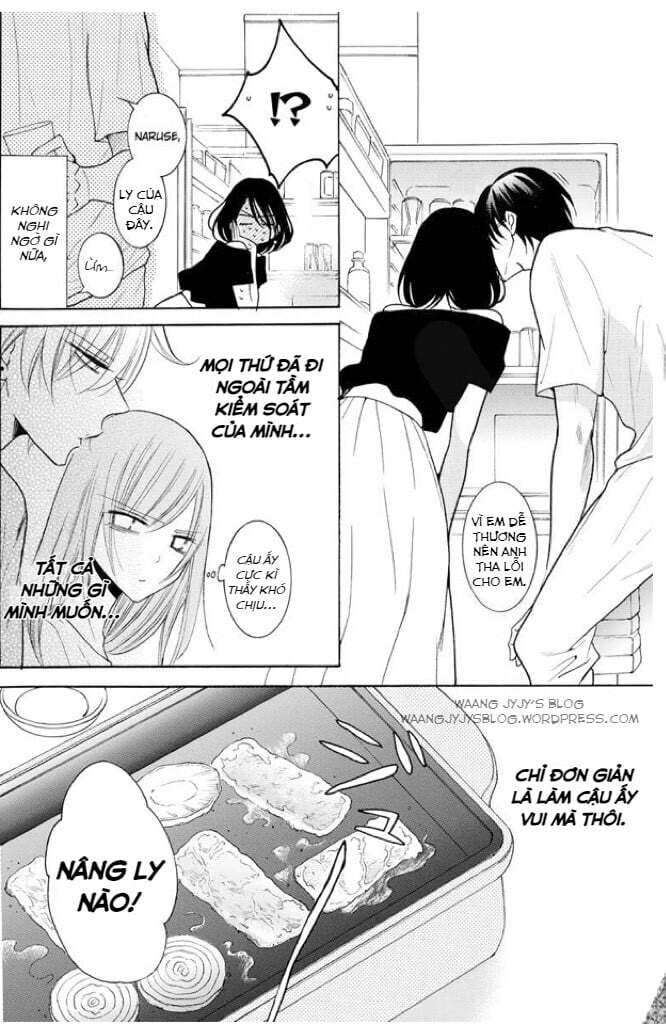 VÌ EM DỄ
THƯƠNG
NÊN ANH
THA LỖI
CHO EM.
!?
NARUSE,
LY CỦA
CẬU
ĐÂY.
ỪM...
KHÔNG
NGHI
NGỜ GÌ
NỮA,
MỌI THỨ ĐÃ ĐI
NGOÀI TẦM
KIỂM SOÁT
CỦA MÌNH...
CẬU ẤY
CỰC KÌ
THẤY KHÓ
CHỊU...
TẤT CẢ
NHỮNG GÌ
MÌNH MUỐN...
WAANG JYJY'S BLOG
WAANGJYJYSBLOG.WORDPRESS.COM
CHỈ ĐƠN GIẢN
LÀ LÀM CẬU ẤY
VUI MÀ THÔI.
NÂNG LY
NÀO!